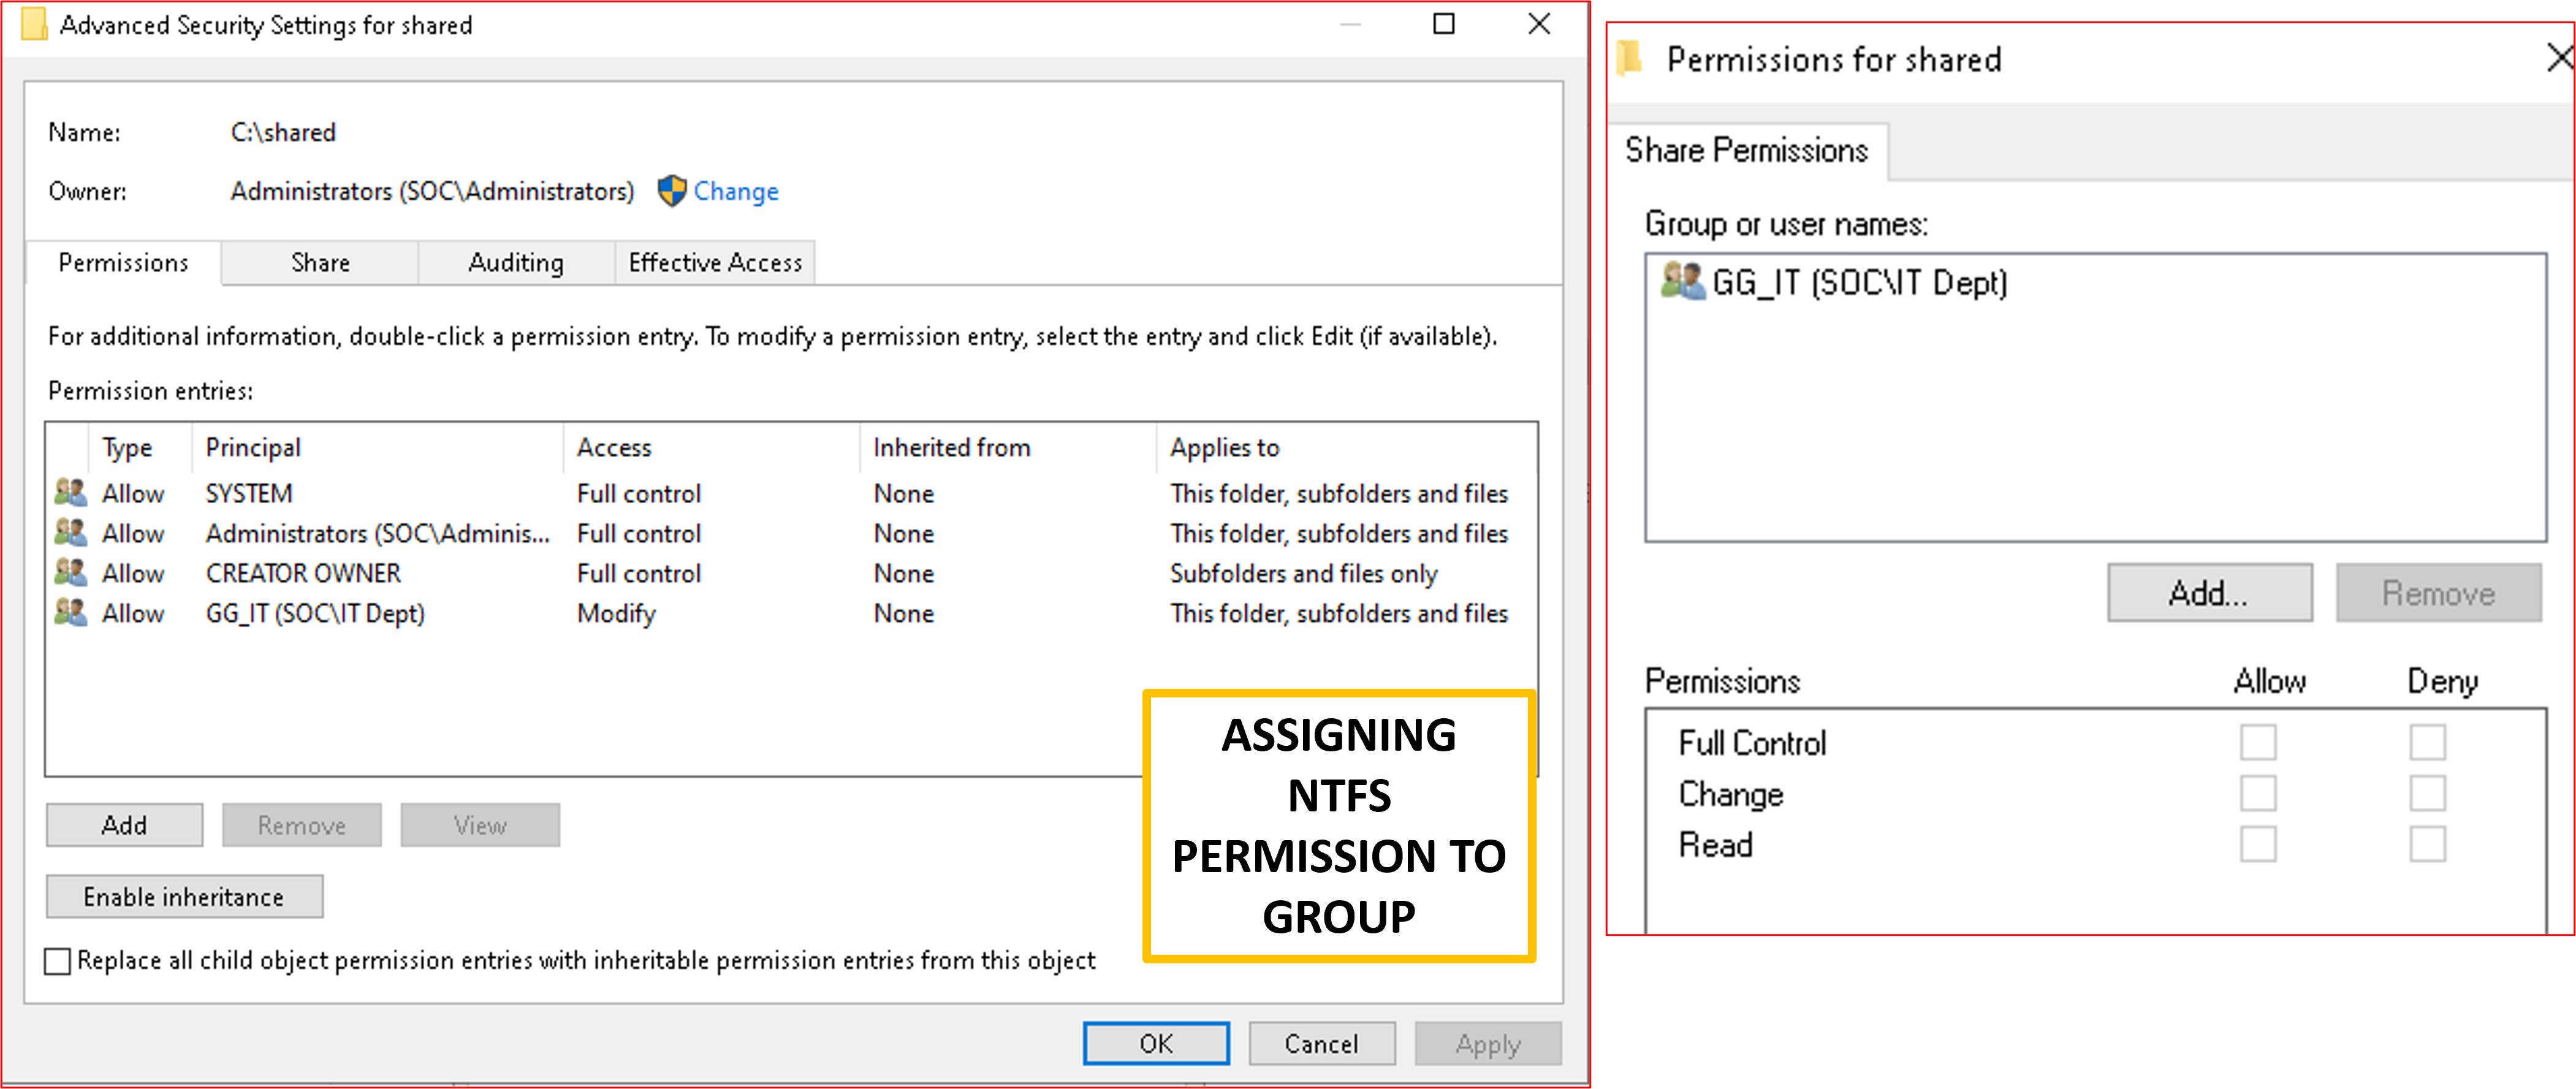 Advanced Security Settings for shared
Name: C:\shared
Owner: Administrators (SOC\Administrators) Change
Permissions Share Auditing Effective Access
For additional information, double-click a permission entry. To modify a permission entry, select the entry and click Edit (if available).
Permission entries:
Type Principal Access Inherited from Applies to
Allow SYSTEM Full control None This folder, subfolders and files
Allow Administrators (SOC\Adminis... Full control None This folder, subfolders and files
Allow CREATOR OWNER Full control None Subfolders and files only
Allow GG_IT (SOC\IT Dept) Modify None This folder, subfolders and files
ASSIGNING
NTFS
PERMISSION TO
GROUP
Add Remove View
Enable inheritance
Replace all child object permission entries with inheritable permission entries from this object
OK Cancel Apply
Permissions for shared
Share Permissions
Group or user names:
GG_IT (SOC\IT Dept)
Add... Remove
Permissions Allow Deny
Full Control
Change
Read